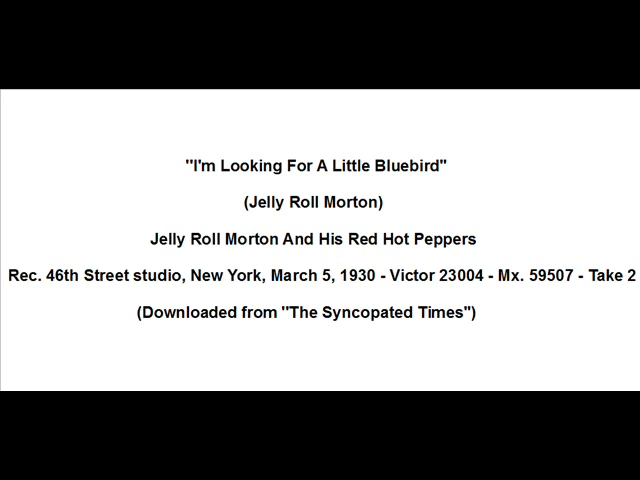 "I'm Looking For A Little Bluebird"
(Jelly Roll Morton)
Jelly Roll Morton And His Red Hot Peppers
Rec. 46th Street studio, New York, March 5, 1930 - Victor 23004 - Mx. 59507 - Take 2
(Downloaded from "The Syncopated Times")